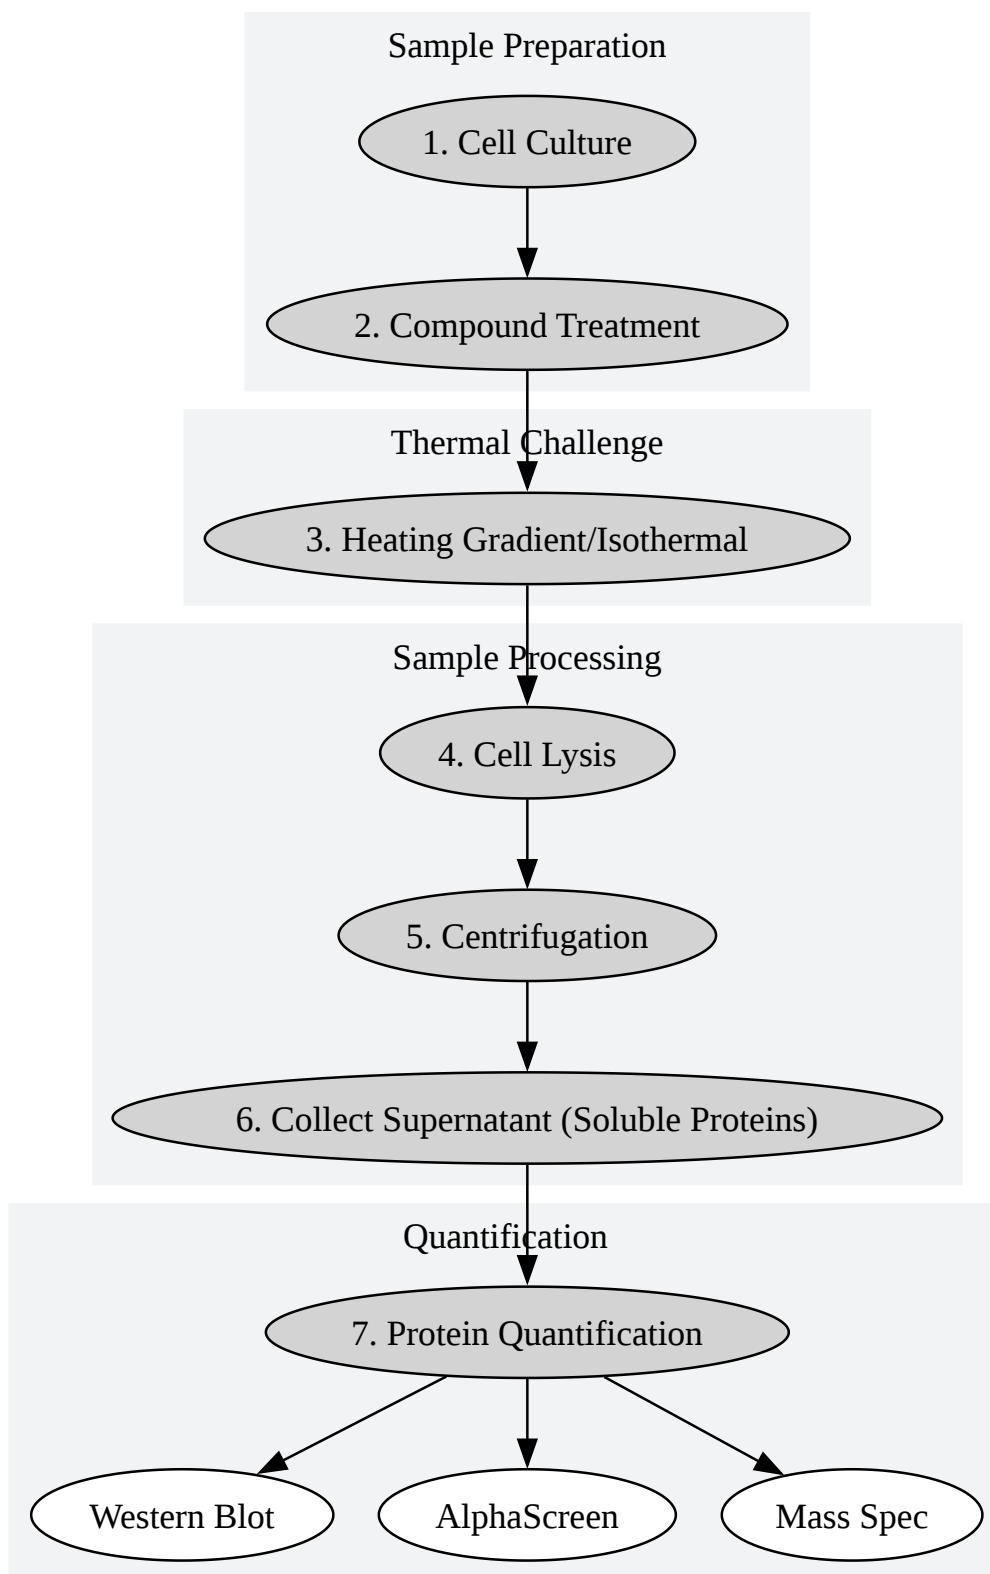 Sample Preparation
1. Cell Culture
2. Compound Treatment
Thermal Challenge
3. Heating Gradient/Isothermal
Sample Processing
4. Cell Lysis
5. Centrifugation
6. Collect Supernatant (Soluble Proteins)
Quantification
7. Protein Quantification
Western Blot
AlphaScreen
Mass Spec